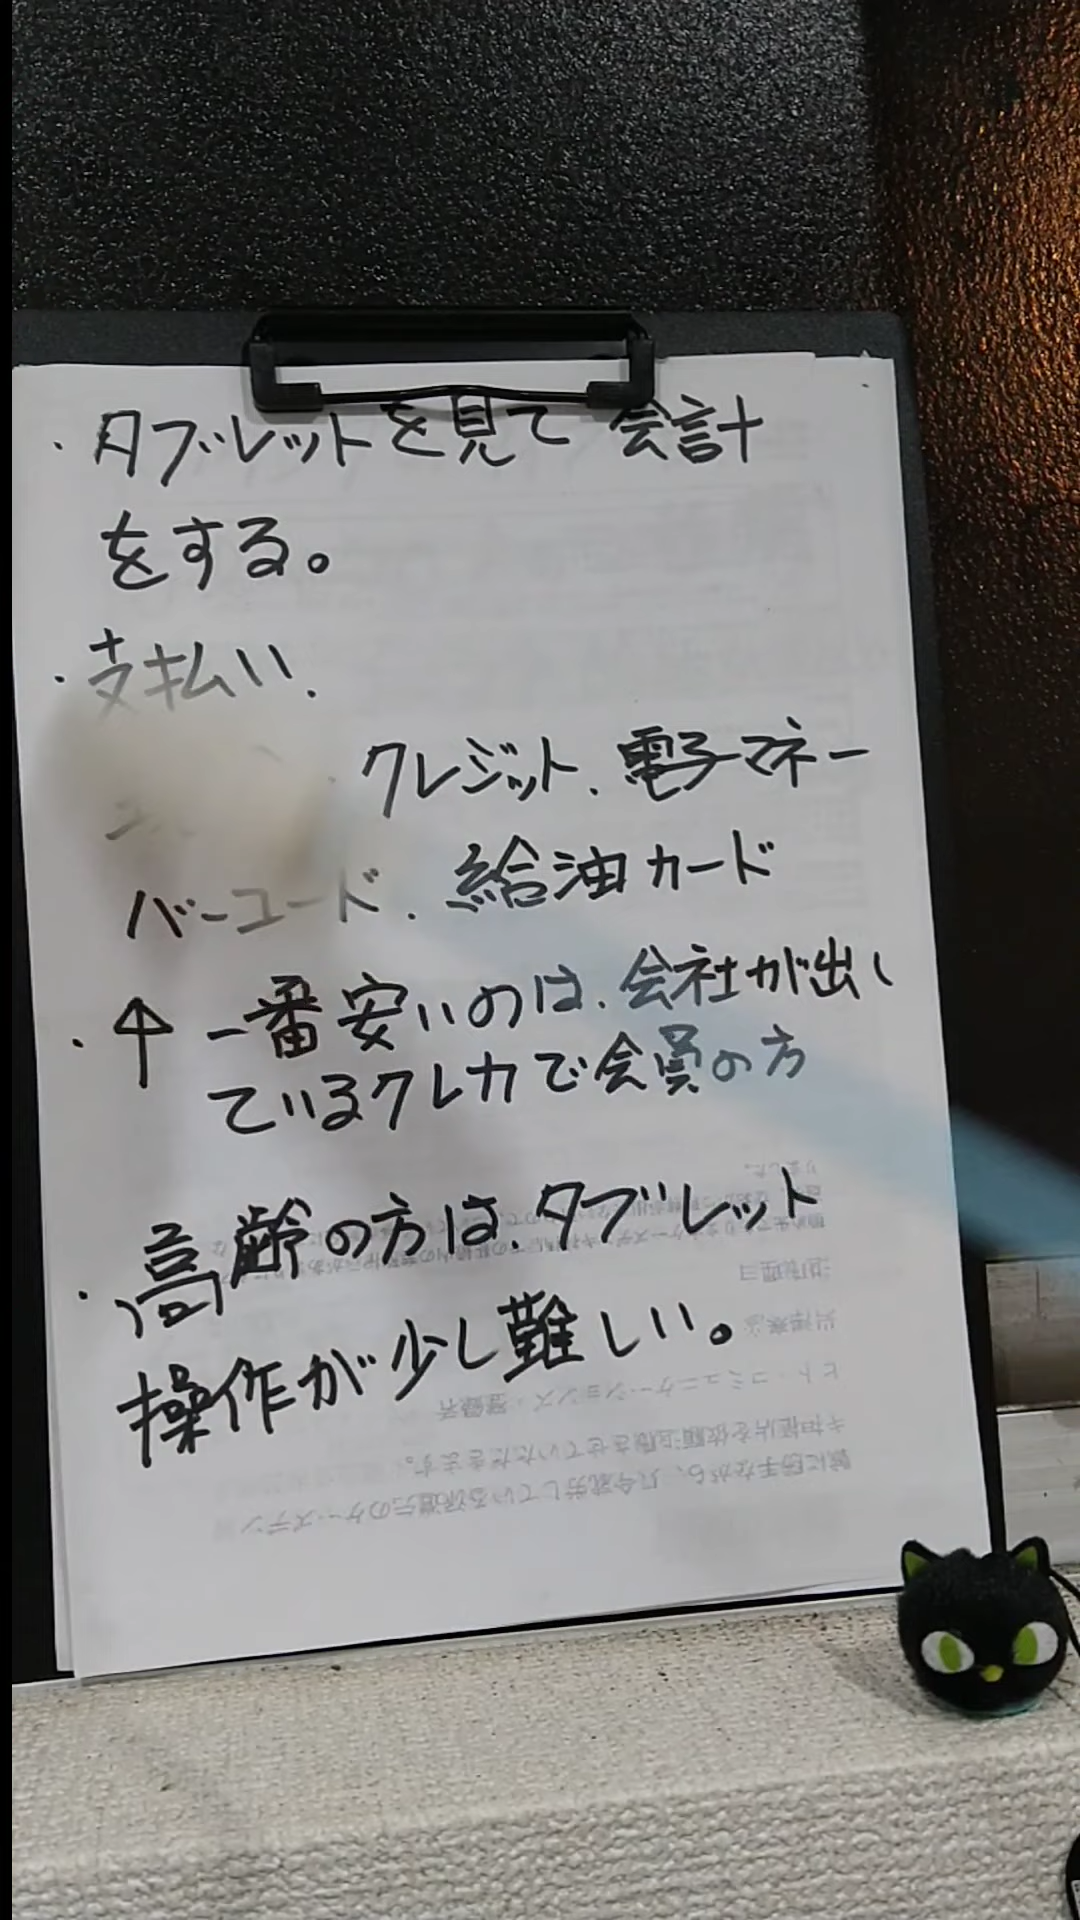 ・タブレットを見て会計
をする。
・支払い、
クレジット、電子マネー
バーコード、給油カード
・↑一番安いのは、会社が出し
ているクレカで会員の方
・高齢の方は、タブレット
操作が少し難しい。